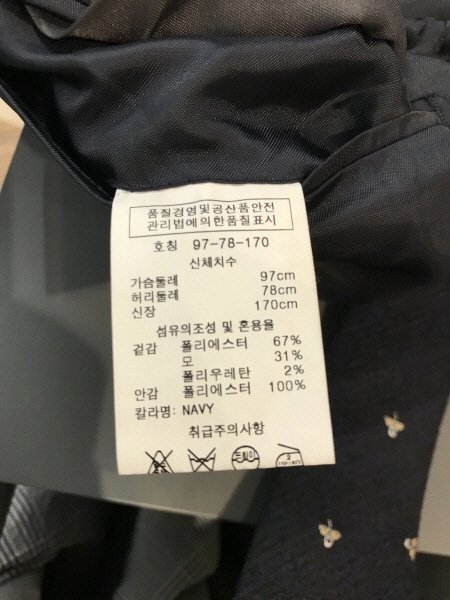 품질경영및공산품안전
관리법에의한품질표시
호칭 97-78-170
신체치수
가슴둘레 97cm
허리둘레 78cm
신장 170cm
섬유의조성 및 혼용율
겉감 폴리에스터 67%
모 31%
폴리우레탄 2%
안감 폴리에스터 100%
칼라명: NAVY
취급주의사항
드라이